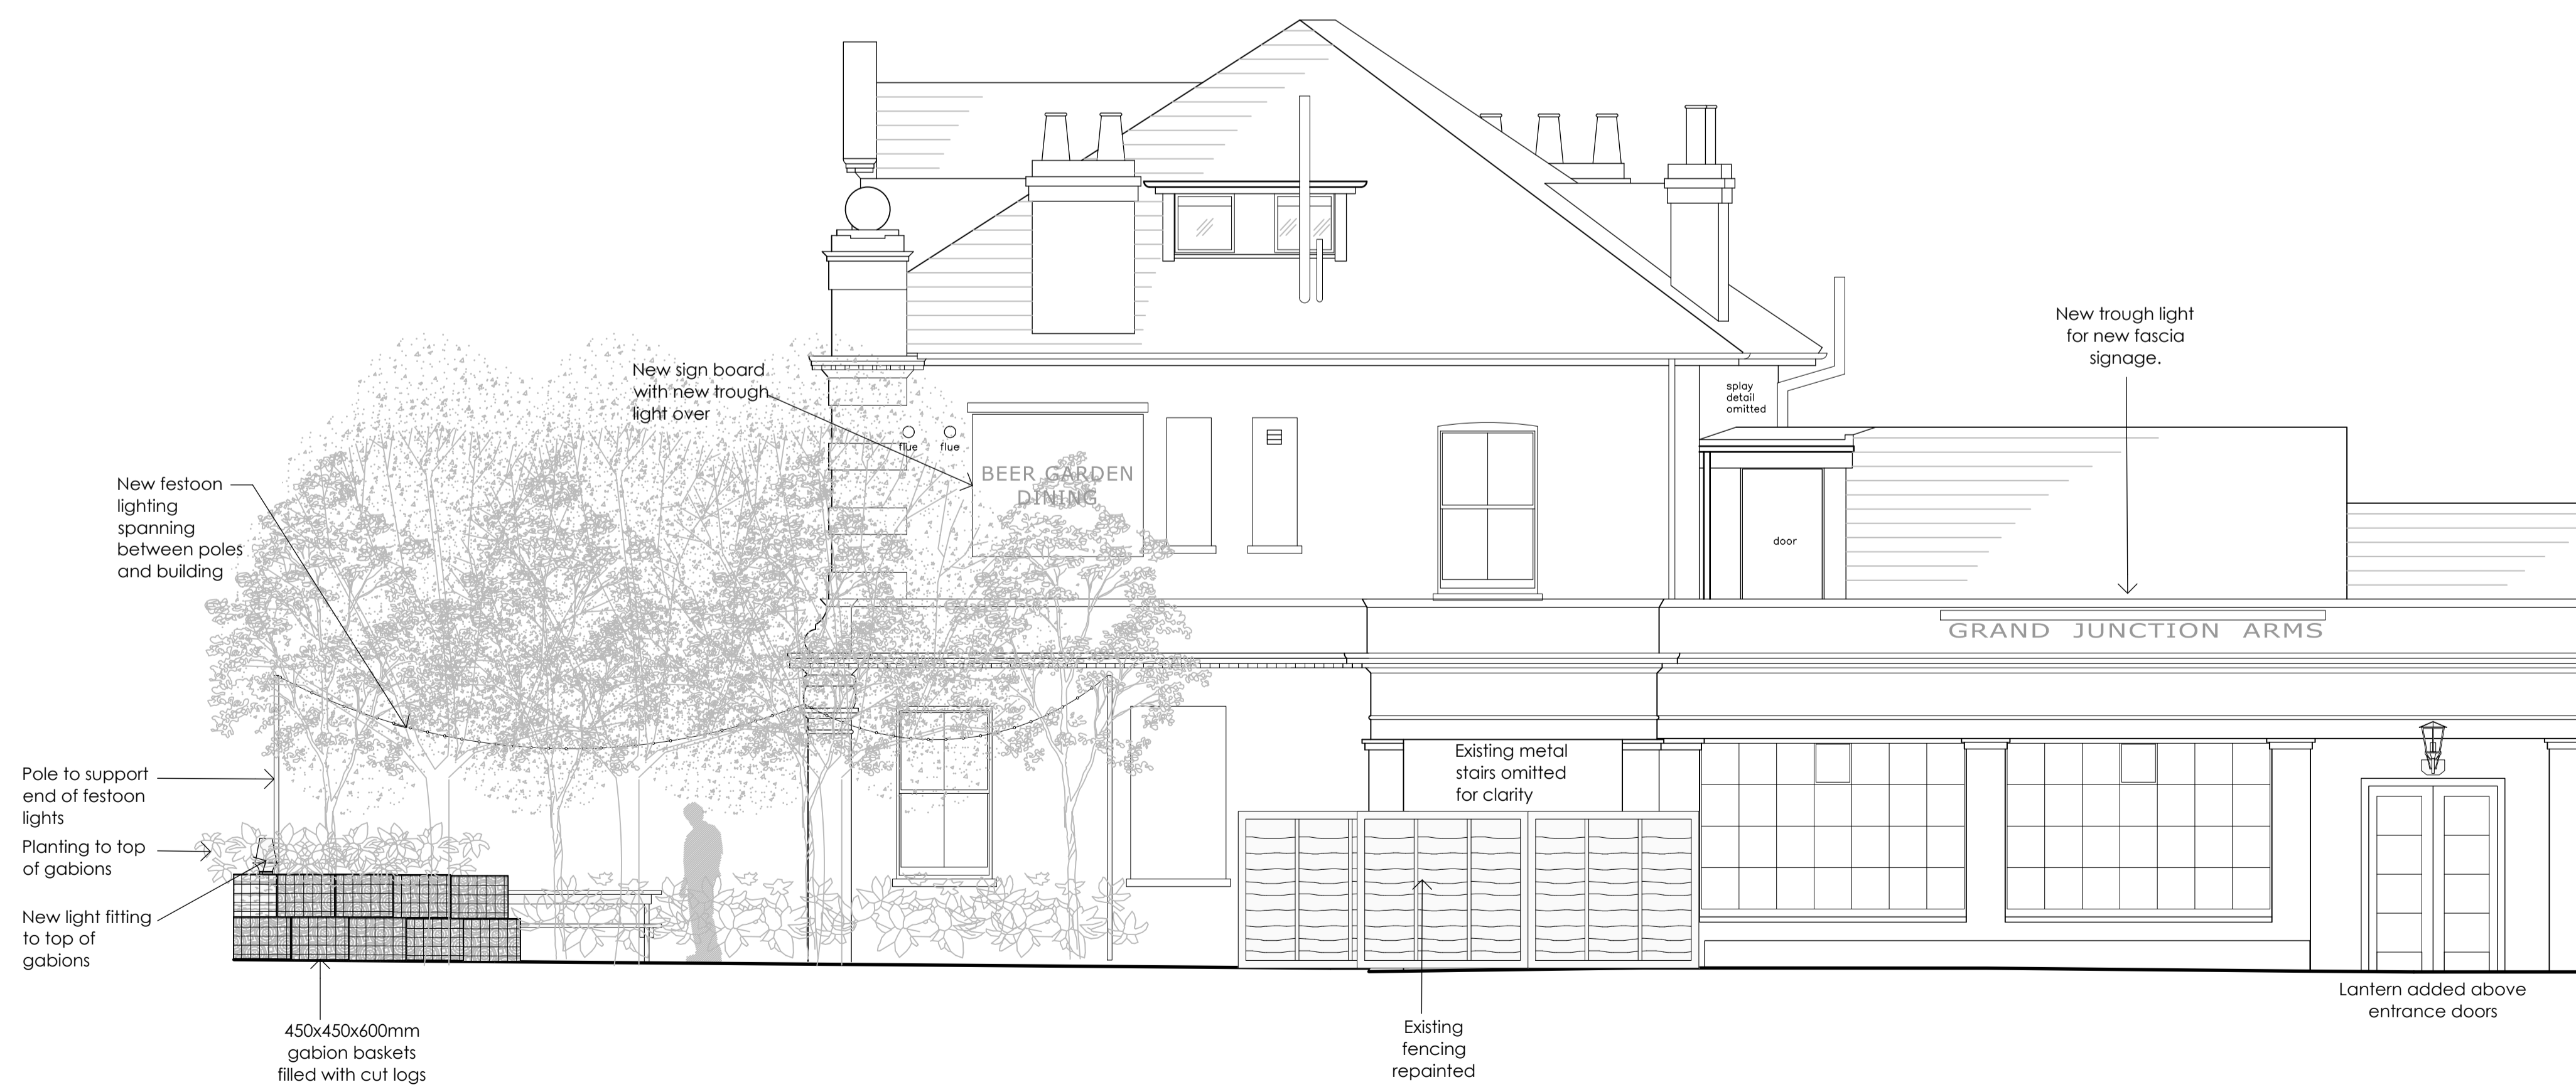 New trough light
for new fascia
signage.
New sign board
with new trough
light over
splay
detail
omitted
flue
flue
BEER GARDEN
DINING
New festoon
lighting
spanning
between poles
and building
door
GRAND JUNCTION ARMS
Existing metal
stairs omitted
for clarity
Pole to support
end of festoon
lights
Planting to top
of gabions
New light fitting
to top of
gabions
Lantern added above
entrance doors
450x450x600mm
gabion baskets
filled with cut logs
Existing
fencing
repainted